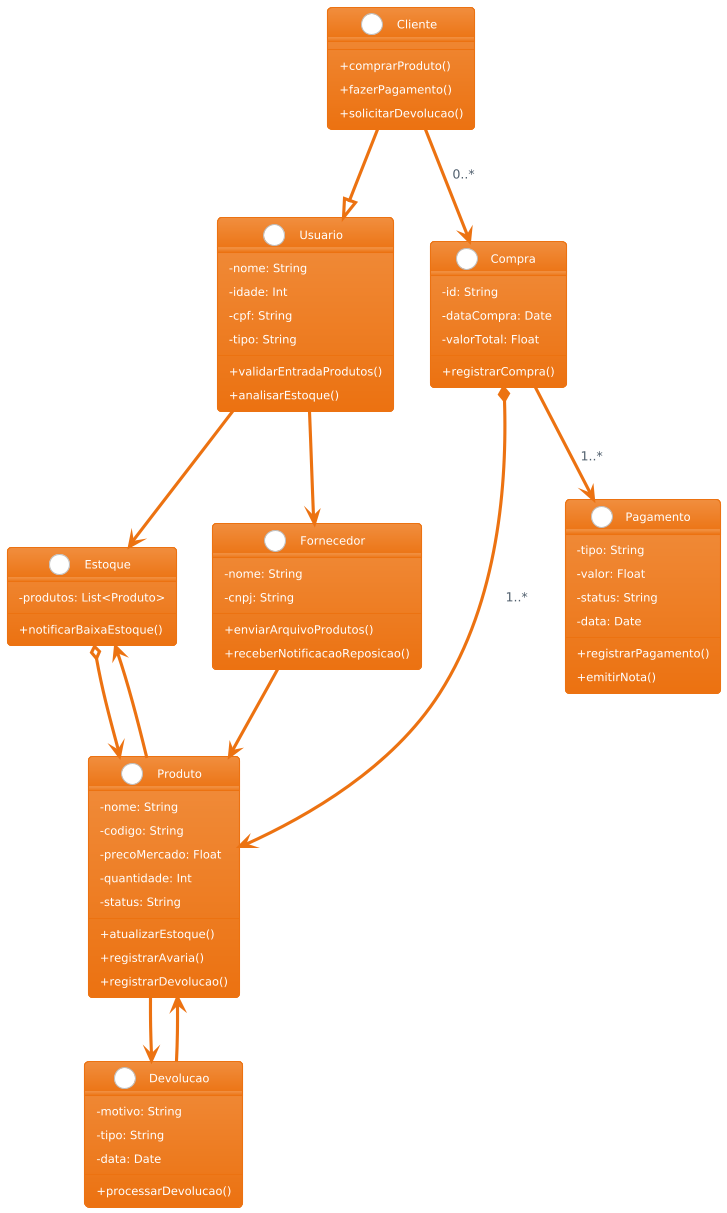 Cliente
+comprarProduto()
+fazerPagamento()
+solicitarDevolucao()
0..*
Usuario
-nome: String
-idade: Int
-cpf: String
-tipo: String
+validarEntradaProdutos()
+analisarEstoque()
Compra
-id: String
-dataCompra: Date
-valorTotal: Float
+registrarCompra()
1..*
Estoque
-produtos: List<Produto>
+notificarBaixaEstoque()
Fornecedor
-nome: String
-cnpj: String
+enviarArquivoProdutos()
+receberNotificacaoReposicao()
1..*
Pagamento
-tipo: String
-valor: Float
-status: String
-data: Date
+registrarPagamento()
+emitirNota()
Produto
-nome: String
-codigo: String
-precoMercado: Float
-quantidade: Int
-status: String
+atualizarEstoque()
+registrarAvaria()
+registrarDevolucao()
Devolucao
-motivo: String
-tipo: String
-data: Date
+processarDevolucao()